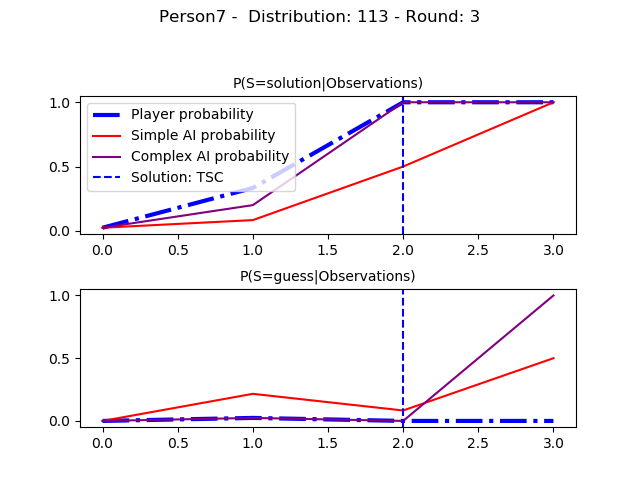 Person7 -  Distribution: 113 - Round: 3
P(S=solution|Observations)
1.0
0.5
0.0
Player probability
Simple AI probability
Complex AI probability
Solution: TSC
0.0 0.5 1.0 1.5 2.0 2.5 3.0
P(S=guess|Observations)
1.0
0.5
0.0
0.0 0.5 1.0 1.5 2.0 2.5 3.0